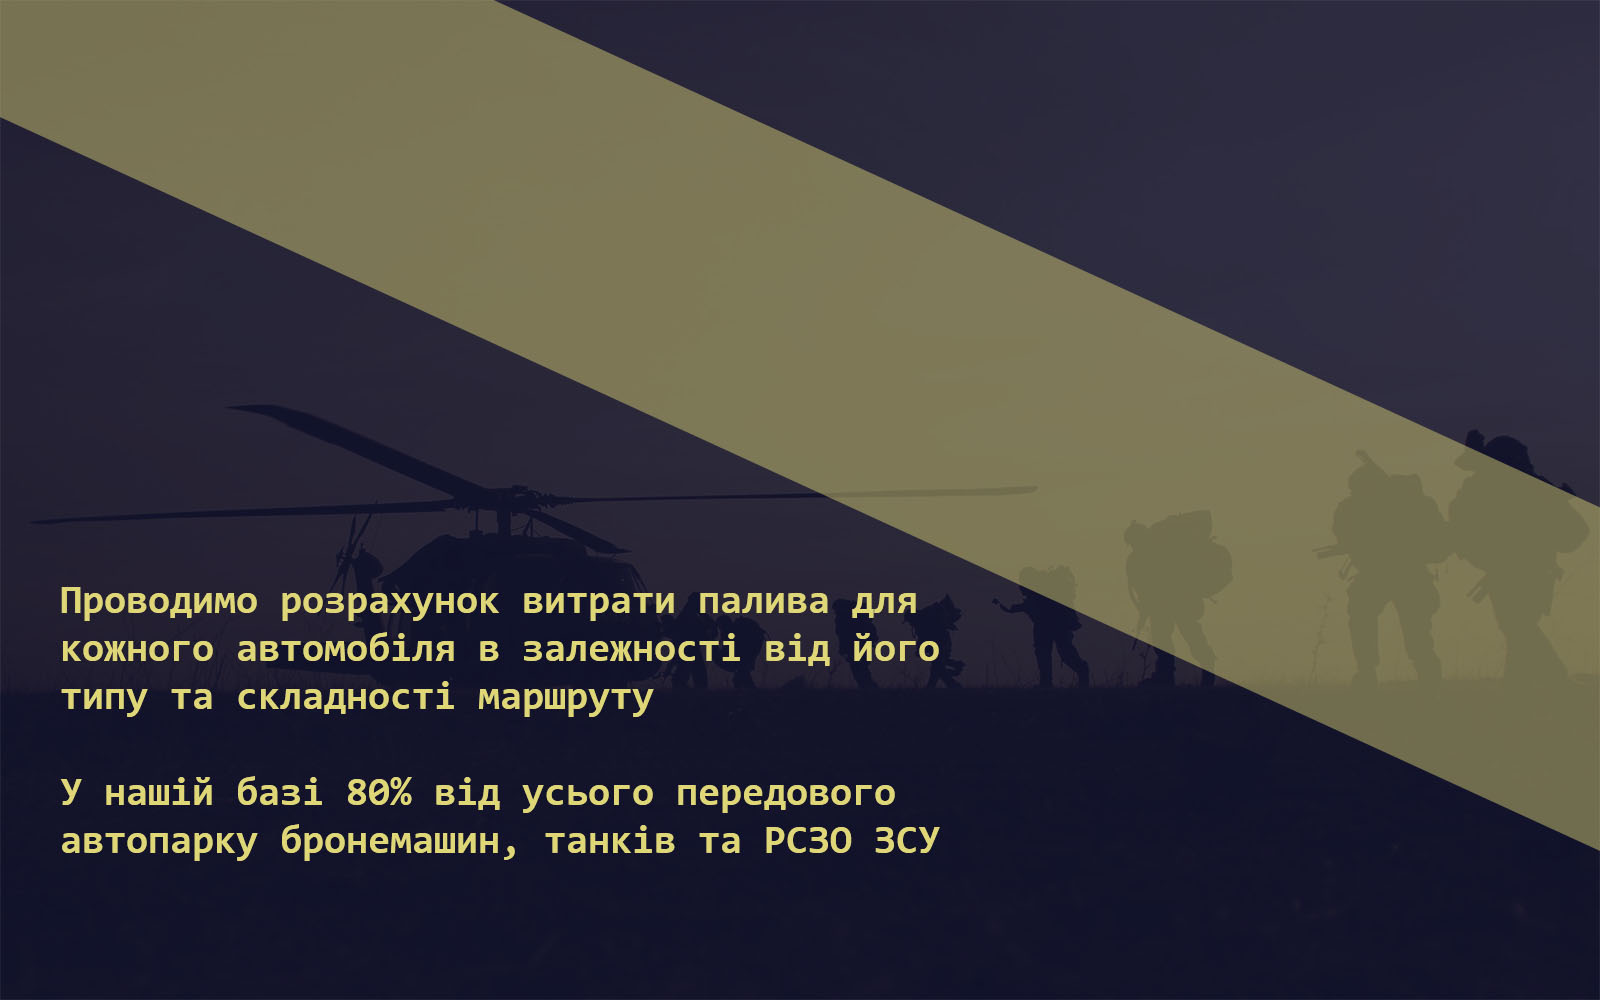 Проводимо розрахунок витрати палива для
кожного автомобіля в залежності від його
типу та складності маршруту
У нашій базі 80% від усього передового
автопарку бронемашин, танків та РСЗО ЗСУ